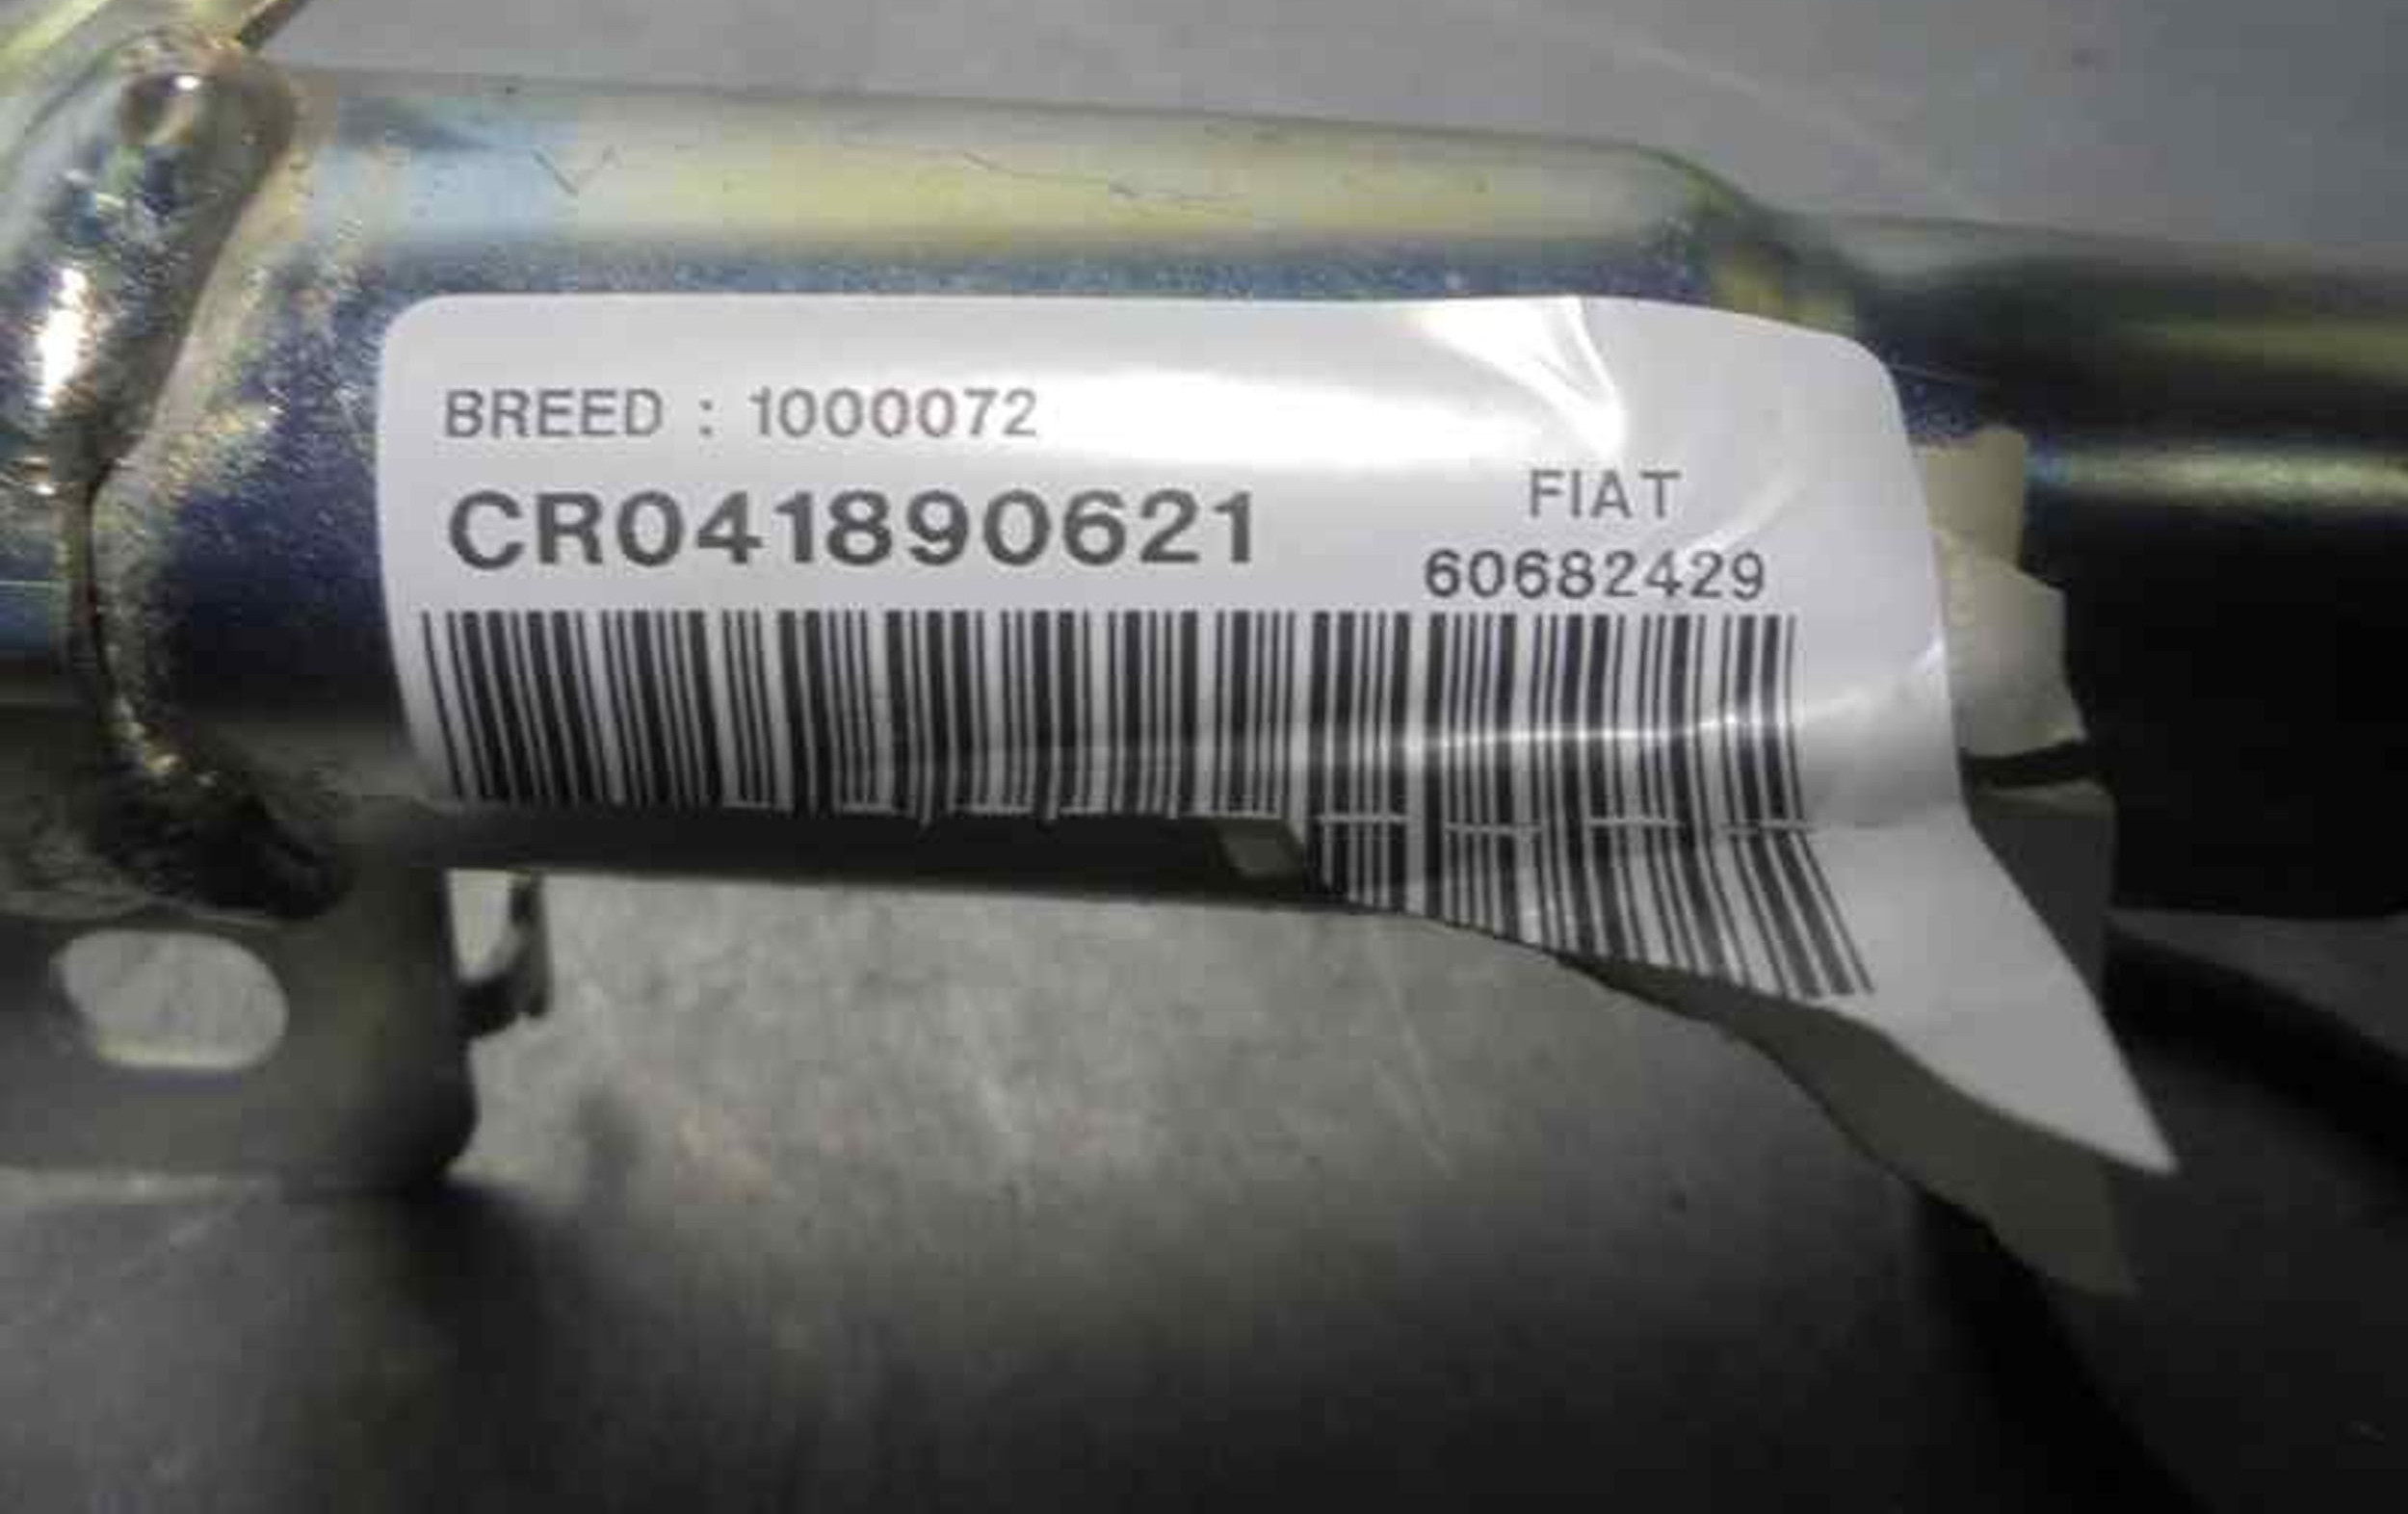 BREED : 1000072
CR041890621
FIAT
60682429